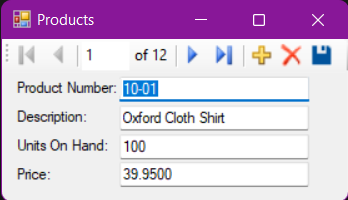 Products
1 of 12
Product Number: 10-01
Description: Oxford Cloth Shirt
Units On Hand: 100
Price: 39.9500